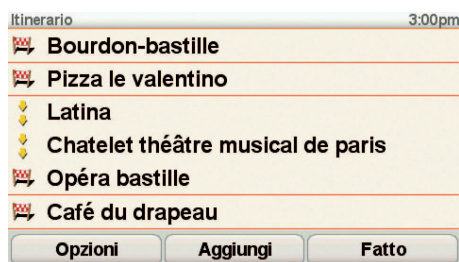 Itinerario 3:00pm
Bourdon-bastille
Pizza le valentino
Latina
Chatelet théâtre musical de paris
Opéra bastille
Café du drapeau
Opzioni Aggiungi Fatto